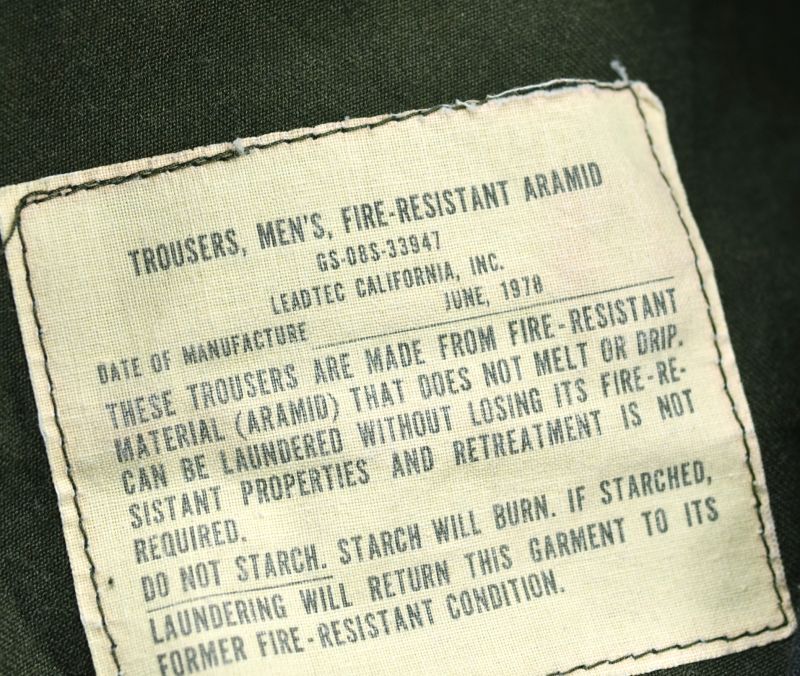 TROUSERS, MEN'S, FIRE-RESISTANT ARAMID
GS-08S-33947
LEADTEC CALIFORNIA, INC.
DATE OF MANUFACTURE JUNE, 1978
THESE TROUSERS ARE MADE FROM FIRE-RESISTANT
MATERIAL (ARAMID) THAT DOES NOT MELT OR DRIP.
CAN BE LAUNDERED WITHOUT LOSING ITS FIRE-RE-
SISTANT PROPERTIES AND RETREATMENT IS NOT
REQUIRED.
DO NOT STARCH. STARCH WILL BURN. IF STARCHED,
LAUNDERING WILL RETURN THIS GARMENT TO ITS
FORMER FIRE-RESISTANT CONDITION.